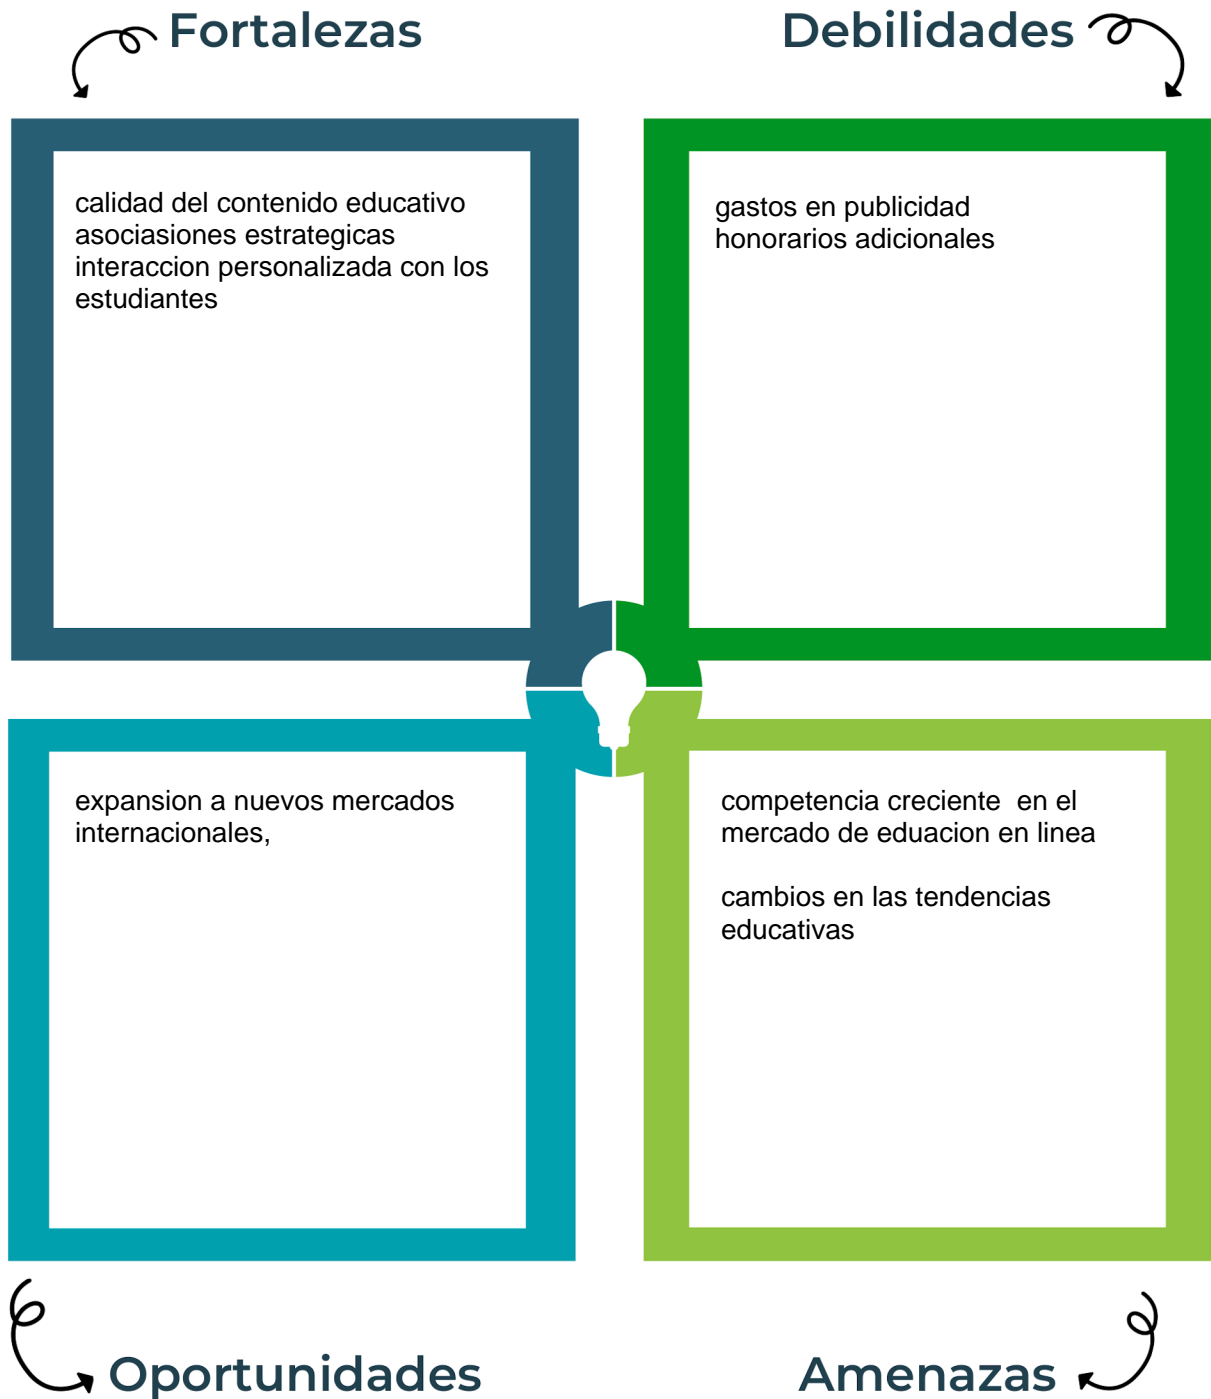 Fortalezas
Debilidades
calidad del contenido educativo
asociasiones estrategicas
interaccion personalizada con los
estudiantes
gastos en publicidad
honorarios adicionales
expansion a nuevos mercados
internacionales,
competencia creciente  en el
mercado de eduacion en linea
cambios en las tendencias
educativas
Oportunidades
Amenazas